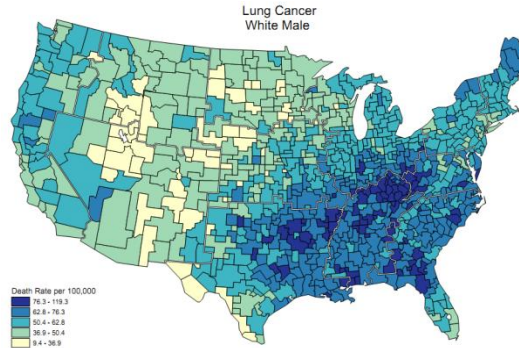 Lung Cancer
White Male
Death Rate per 100,000
76.3 - 119.3
62.8 - 76.3
50.4 - 62.8
36.9 - 50.4
9.4 - 36.9